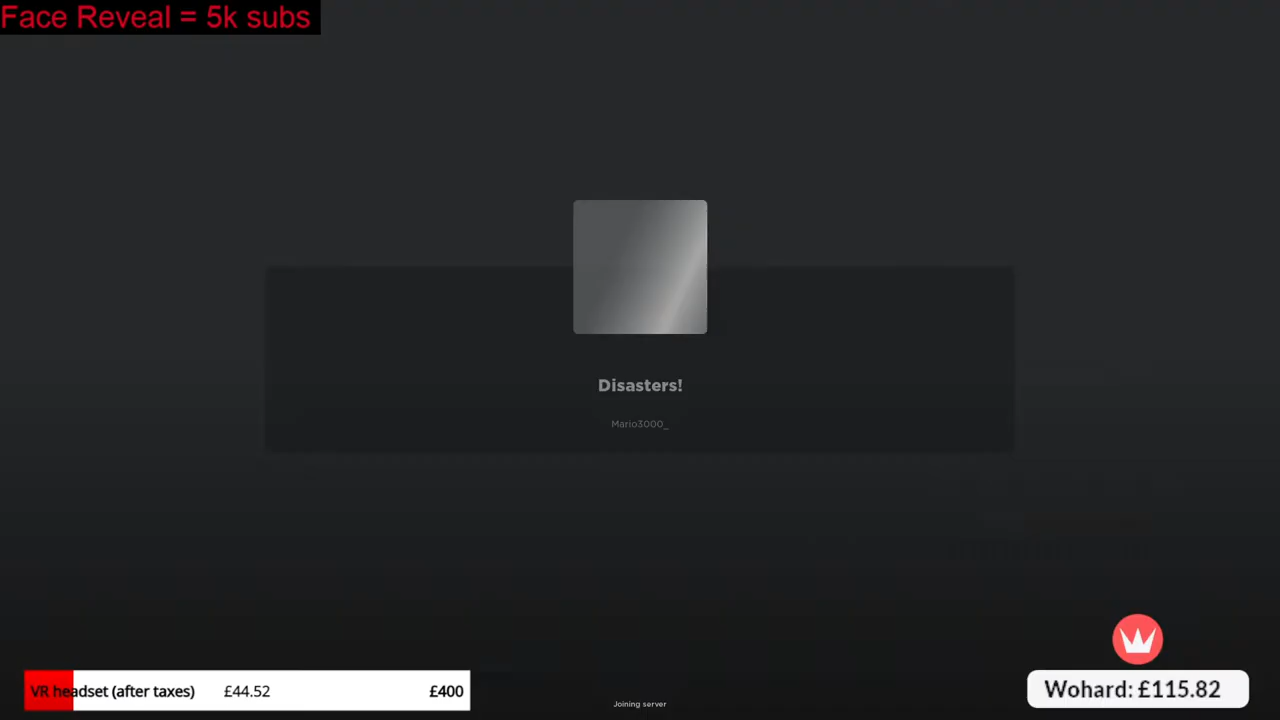 Face Reveal = 5k subs
Disasters!
Mario3000_
VR headset (after taxes) £44.52 £400
Wohard: £115.82
Joining server